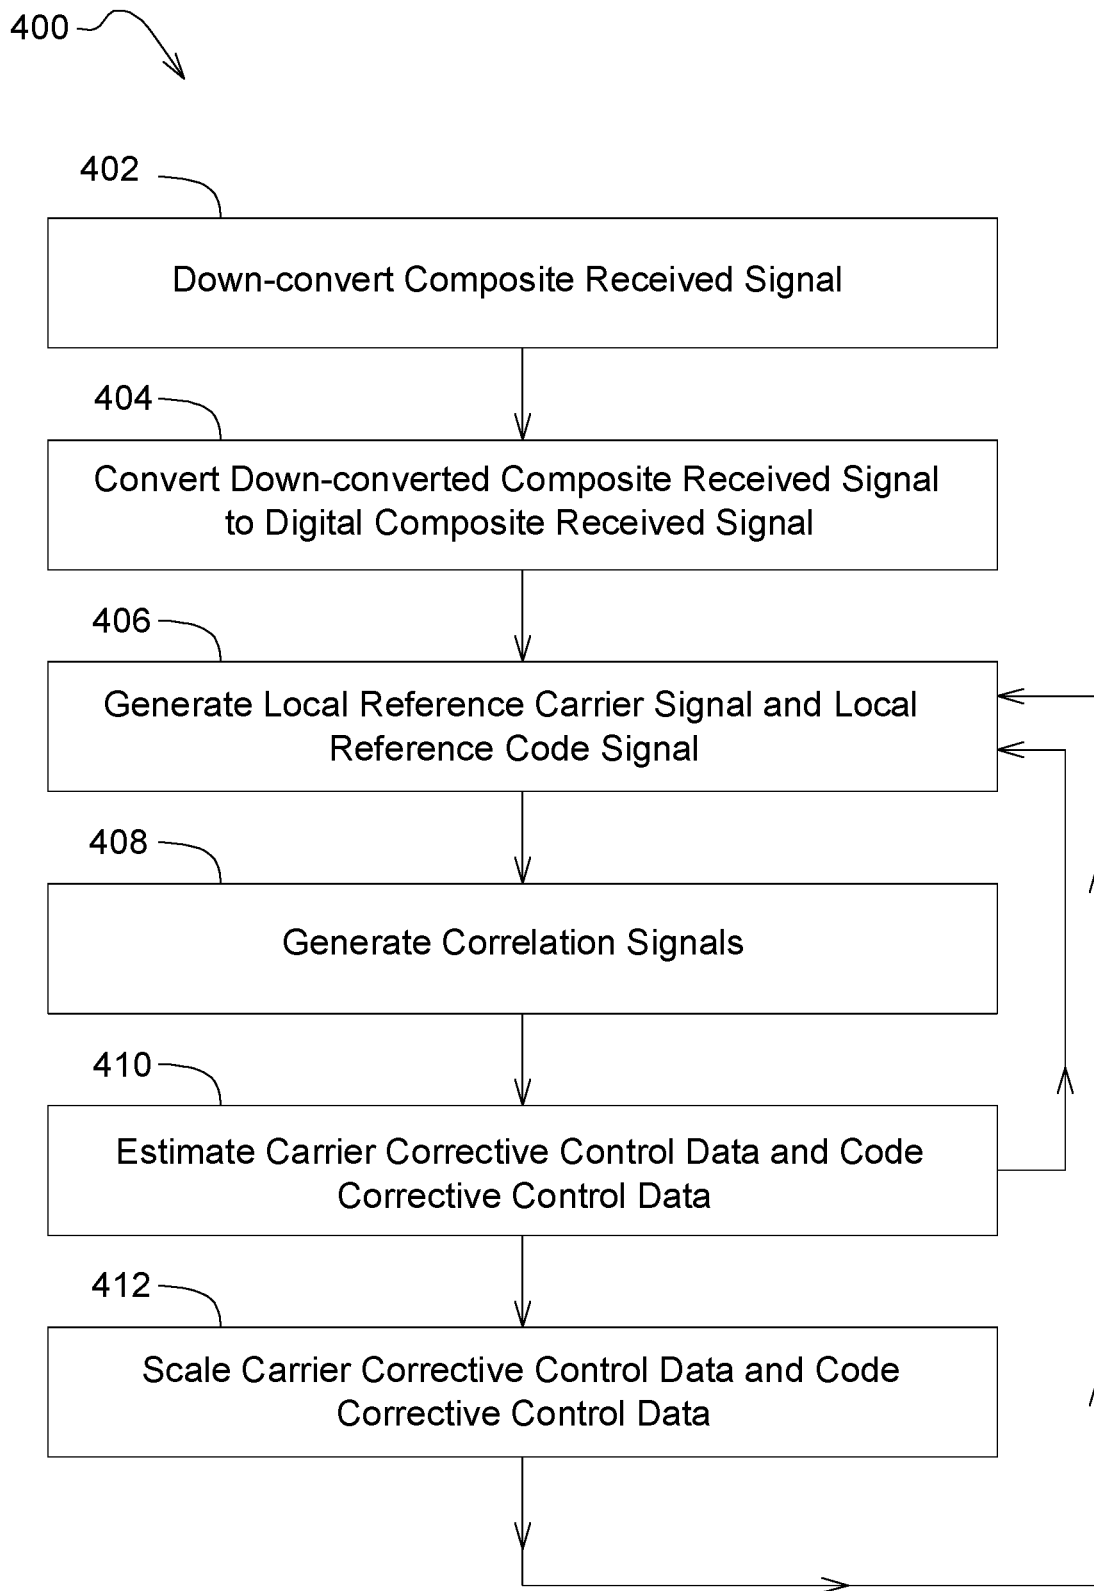 400
402
Down-convert Composite Received Signal
404
Convert Down-converted Composite Received Signal
to Digital Composite Received Signal
406
Generate Local Reference Carrier Signal and Local
Reference Code Signal
408
Generate Correlation Signals
410
Estimate Carrier Corrective Control Data and Code
Corrective Control Data
412
Scale Carrier Corrective Control Data and Code
Corrective Control Data